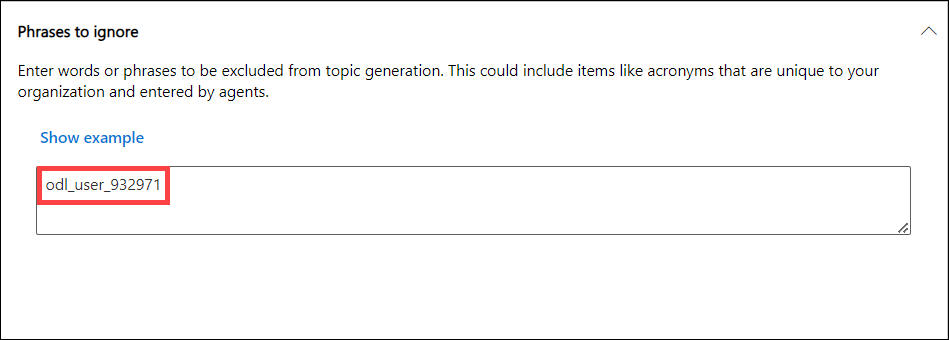 Phrases to ignore
Enter words or phrases to be excluded from topic generation. This could include items like acronyms that are unique to your
organization and entered by agents.
Show example
odl_user_932971